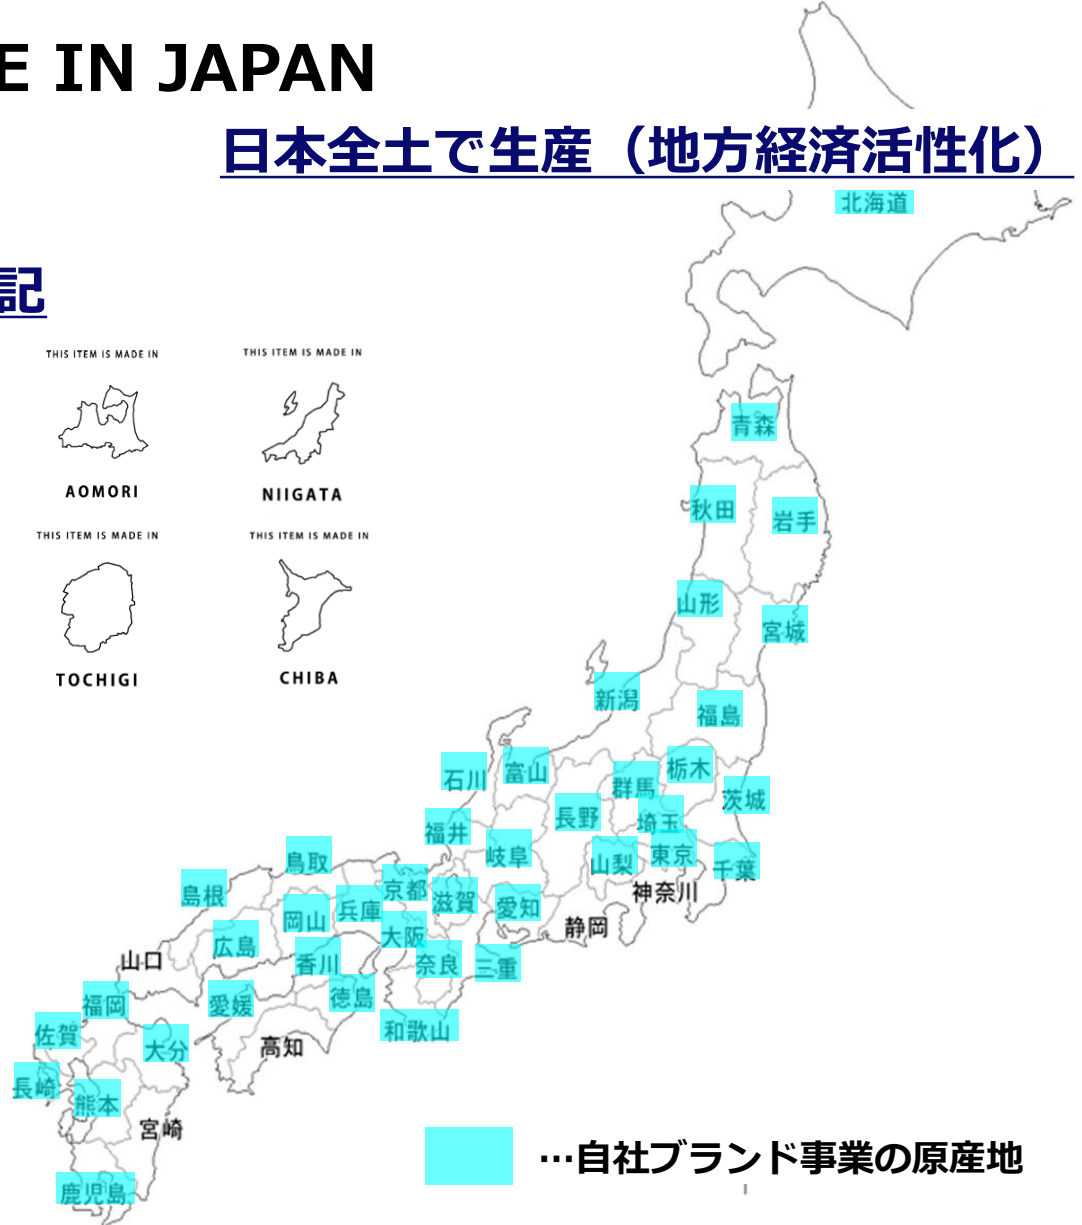 E IN JAPAN
日本全土で生産（地方経済活性化）
北海道
記
THIS ITEM IS MADE IN
AOMORI
THIS ITEM IS MADE IN
NIIGATA
THIS ITEM IS MADE IN
TOCHIGI
THIS ITEM IS MADE IN
CHIBA
青森
秋田
岩手
山形
宮城
新潟
福島
石川
富山
群馬
栃木
茨城
福井
長野
埼玉
岐阜
山梨
東京
千葉
神奈川
鳥取
島根
京都
滋賀
兵庫
岡山
愛知
静岡
広島
大阪
山口
香川
奈良
三重
福岡
愛媛
徳島
和歌山
佐賀
大分
高知
長崎
熊本
宮崎
鹿児島
…自社ブランド事業の原産地